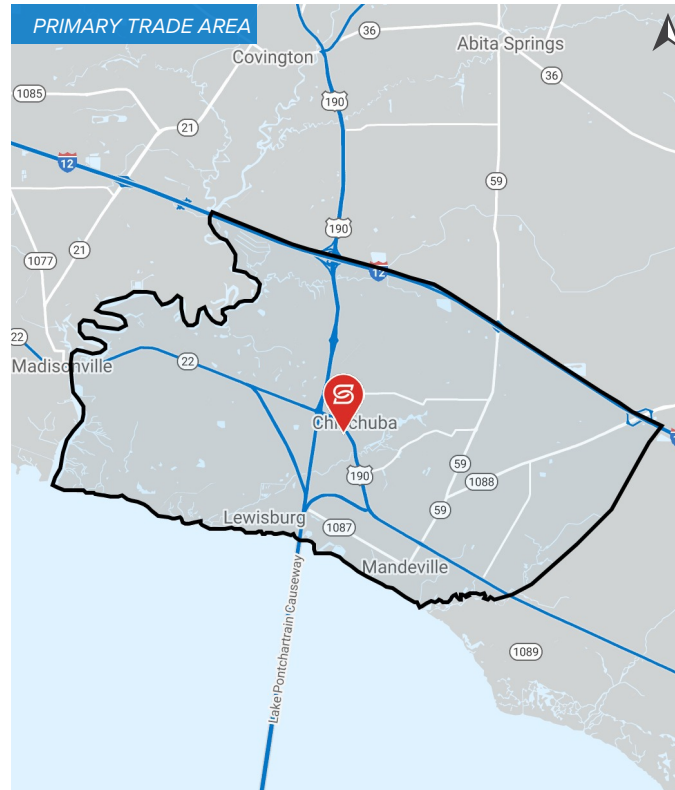 PRIMARY TRADE AREA
36
Abita Springs
Covington
36
1085
190
21
12
59
190
21
1077
12
22
22
Madisonville
Chinchuba
59
190
1088
59
Lewisburg
1087
Mandeville
1089
Lake Pontchartrain Causeway